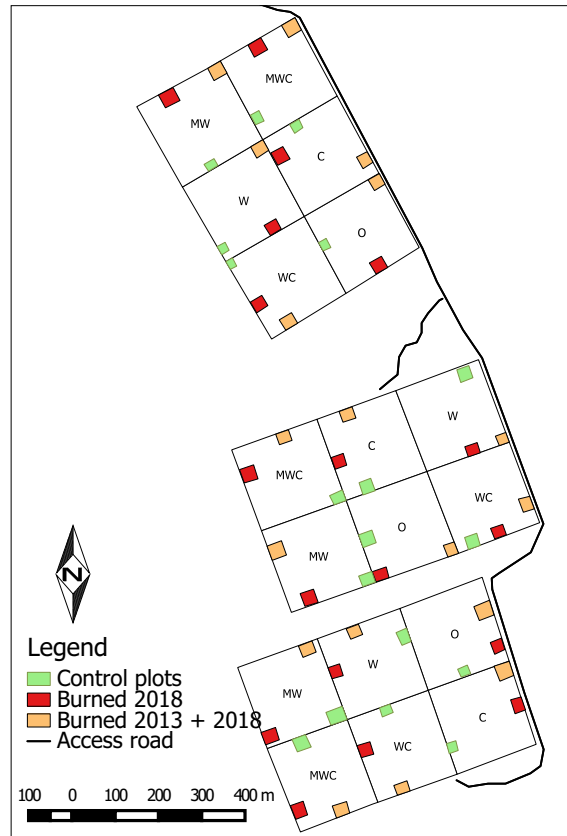 MWC
MW
C
W
O
WC
W
C
MWC
WC
O
MW
N
Legend
Control plots
Burned 2018
Burned 2013 + 2018
Access road
O
W
MW
C
WC
MWC
100 0 100 200 300 400 m